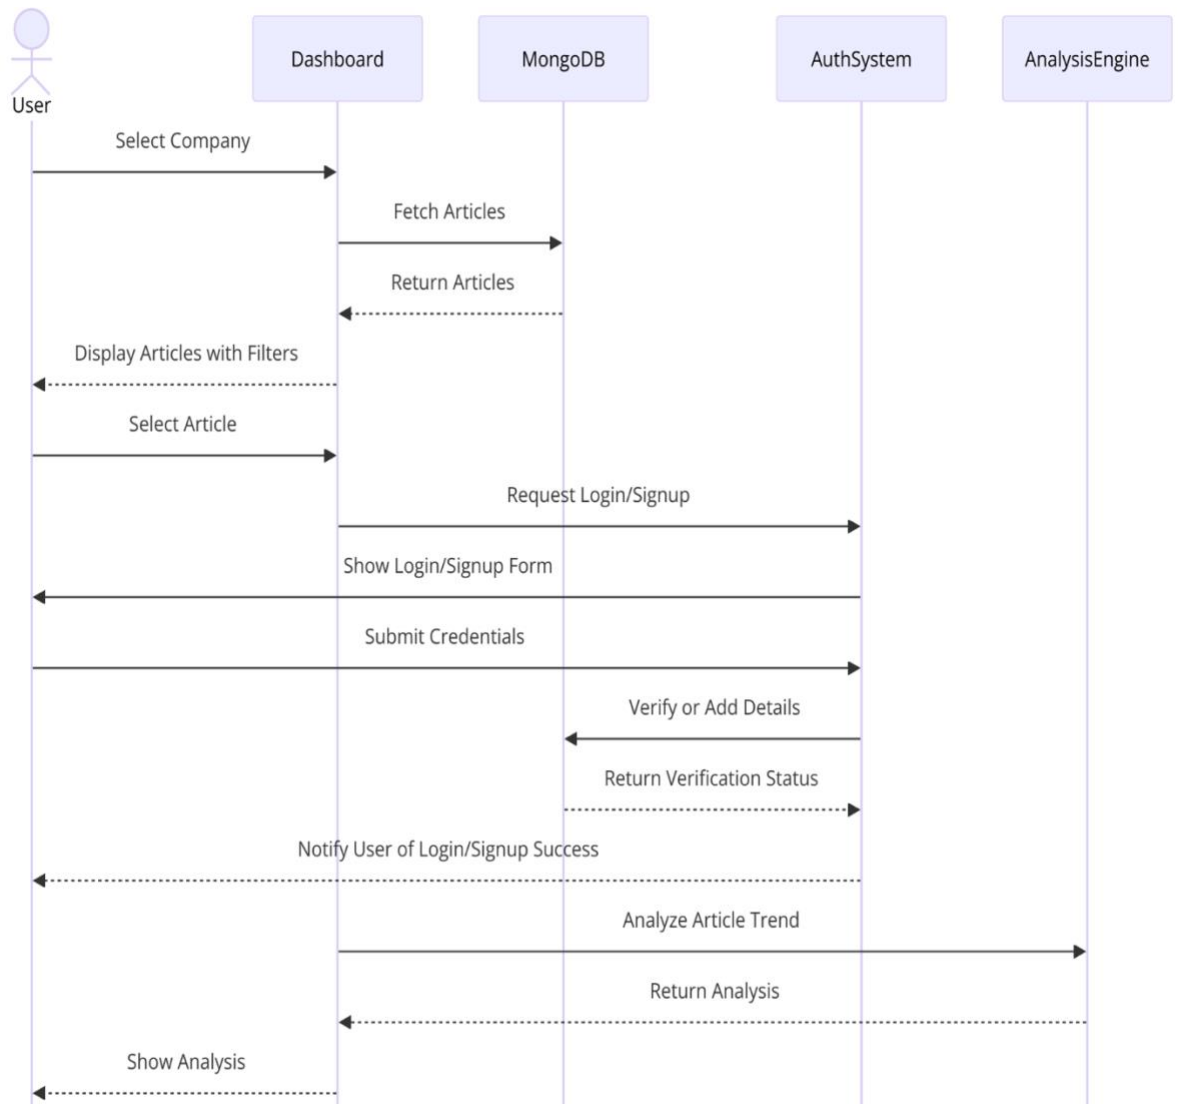 Dashboard
MongoDB
AuthSystem
AnalysisEngine
User
Select Company
Fetch Articles
Return Articles
Display Articles with Filters
Select Article
Request Login/Signup
Show Login/Signup Form
Submit Credentials
Verify or Add Details
Return Verification Status
Notify User of Login/Signup Success
Analyze Article Trend
Return Analysis
Show Analysis